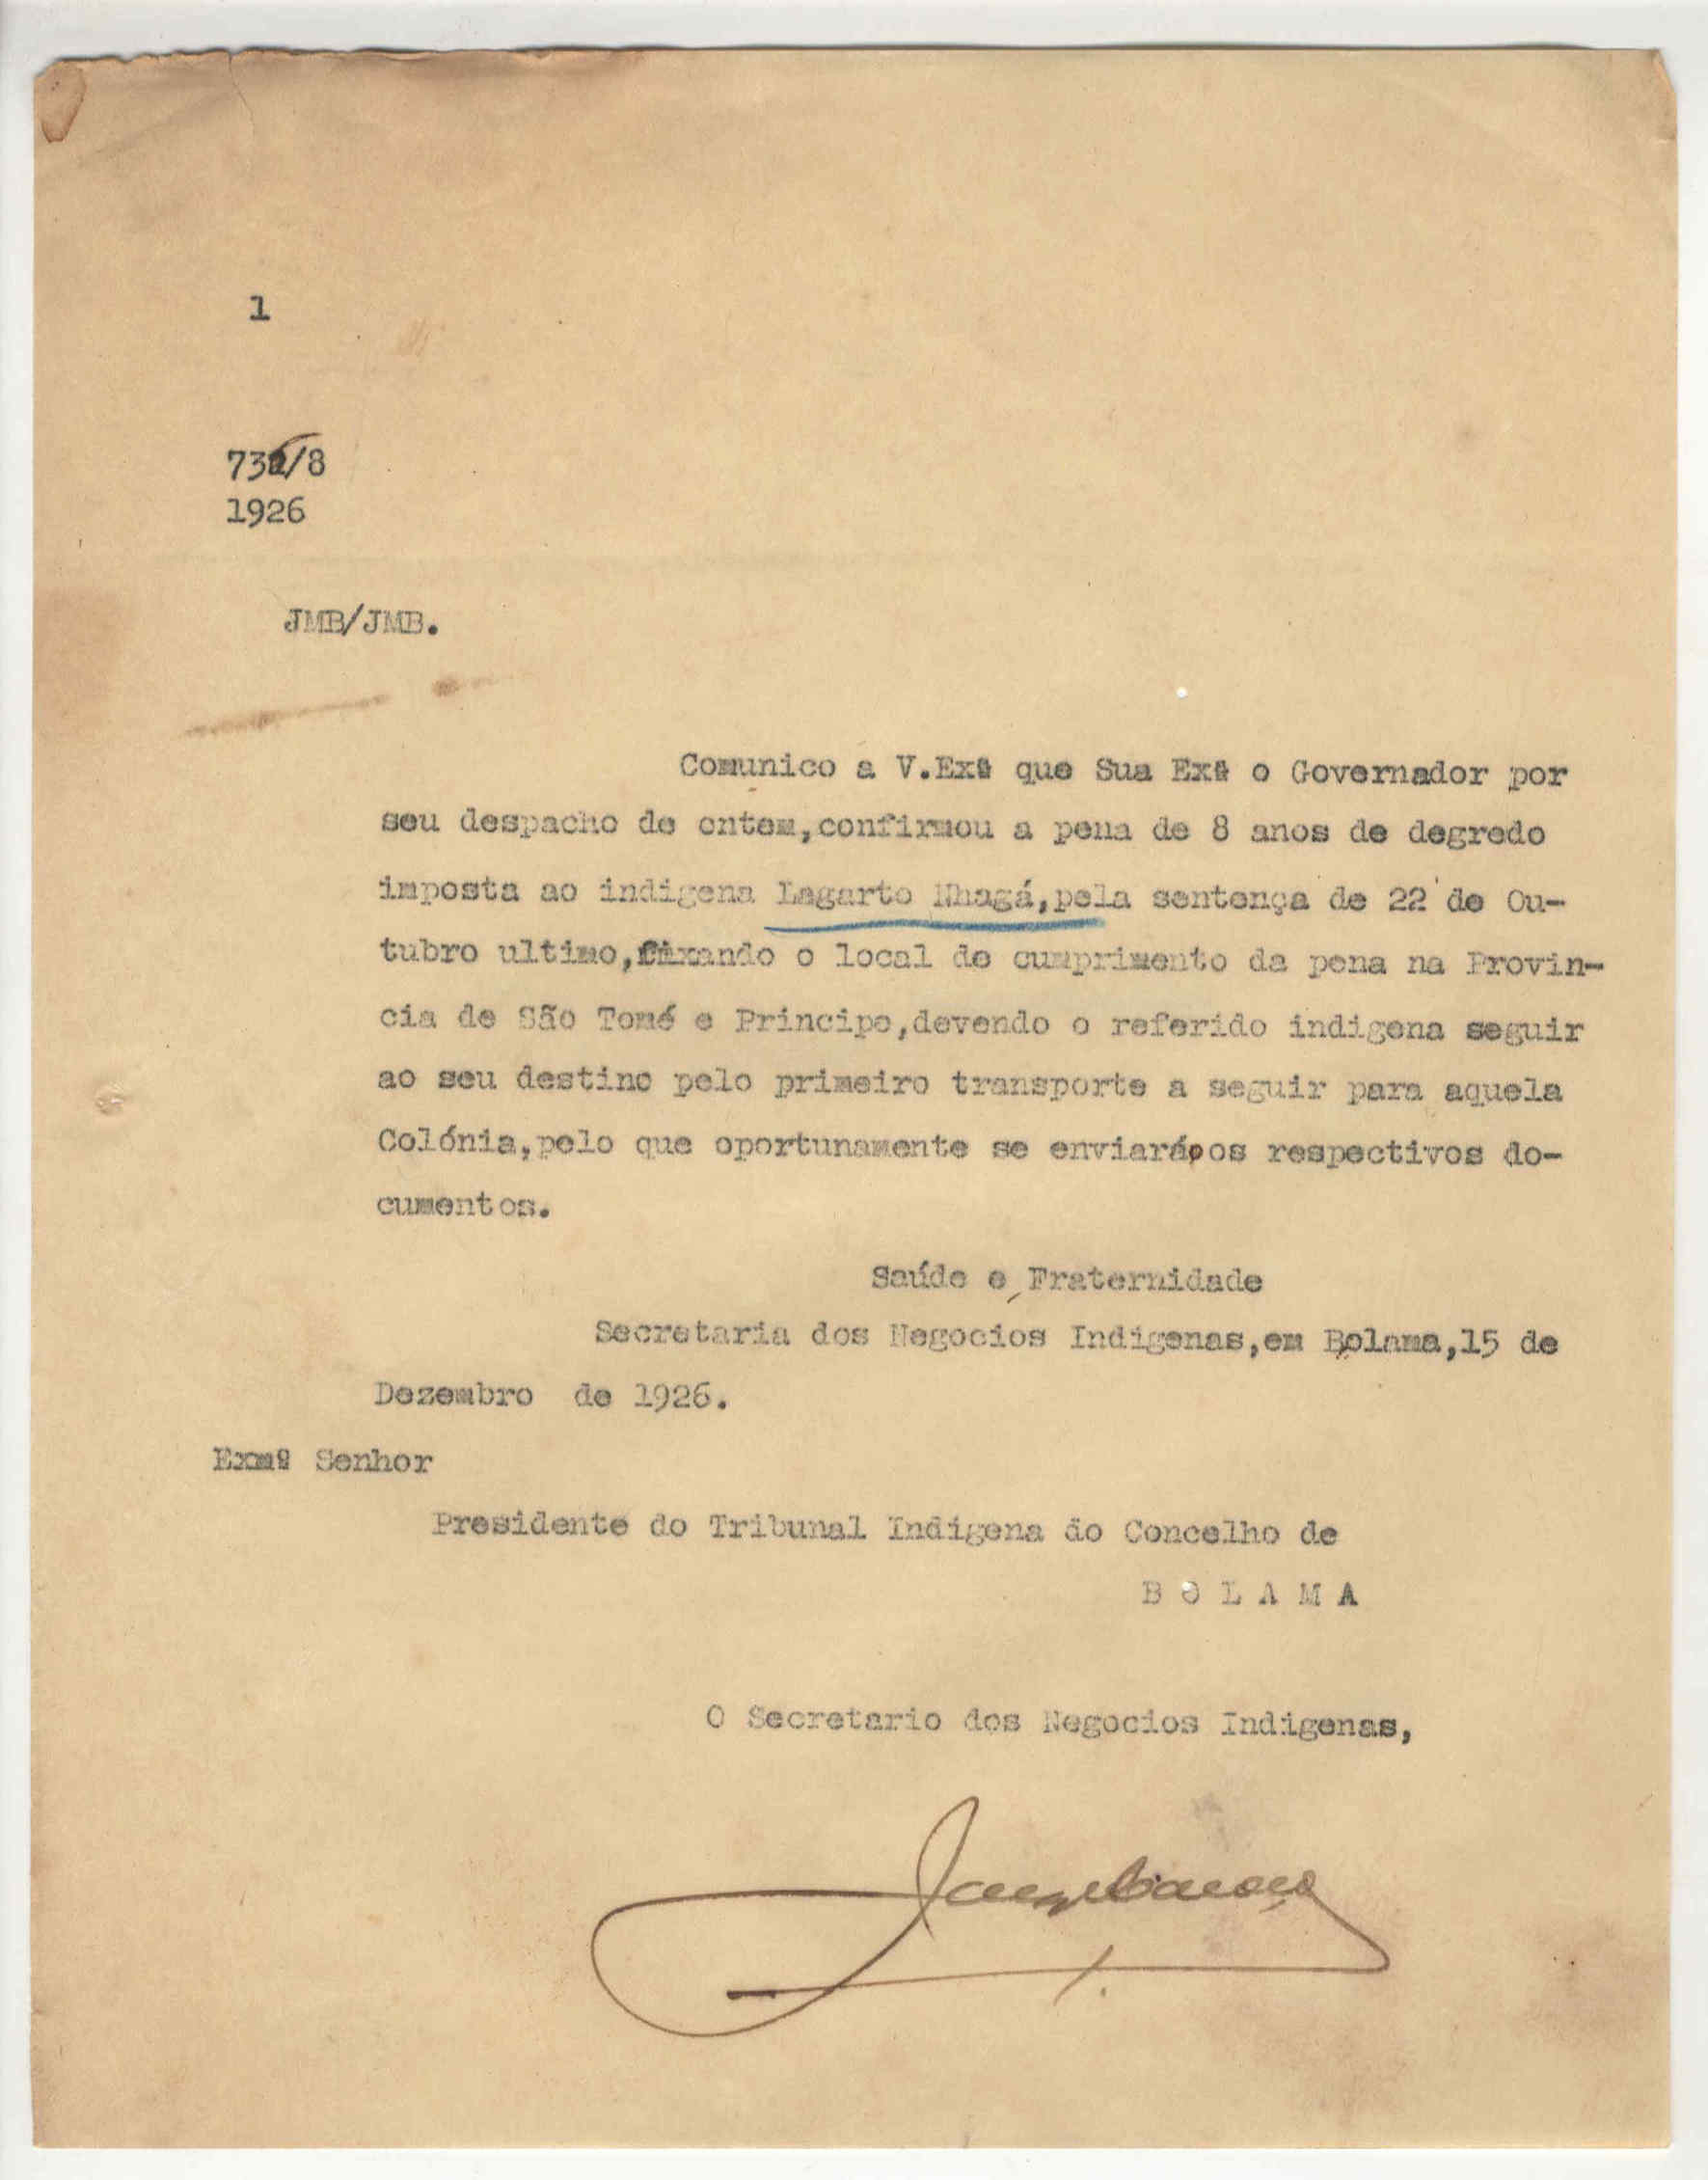 1
73 /8
1926
JMB/JMB.
Comunico a V.Exª que Sua Exª o Governador por
seu despacho de ontem,confirmou a pena de 8 anos de degredo
imposta ao indigena Lagarto Nhagá,pela sentença de 22 de Ou-
tubro ultimo,fixando o local de cumprimento da pena na Provin-
cia de São Tomé e Principe,devendo o referido indigena seguir
ao seu destino pelo primeiro transporte a seguir para aquela
Colónia,pelo que oportunamente se enviará os respectivos do-
cumentos.
Saúde e Fraternidade
Secretaria dos Negocios Indigenas,em Bolama,15 de
Dezembro de 1926.
Exmº Senhor
Presidente do Tribunal Indigena do Concelho de
B O L A M A
O Secretario dos Negocios Indigenas,